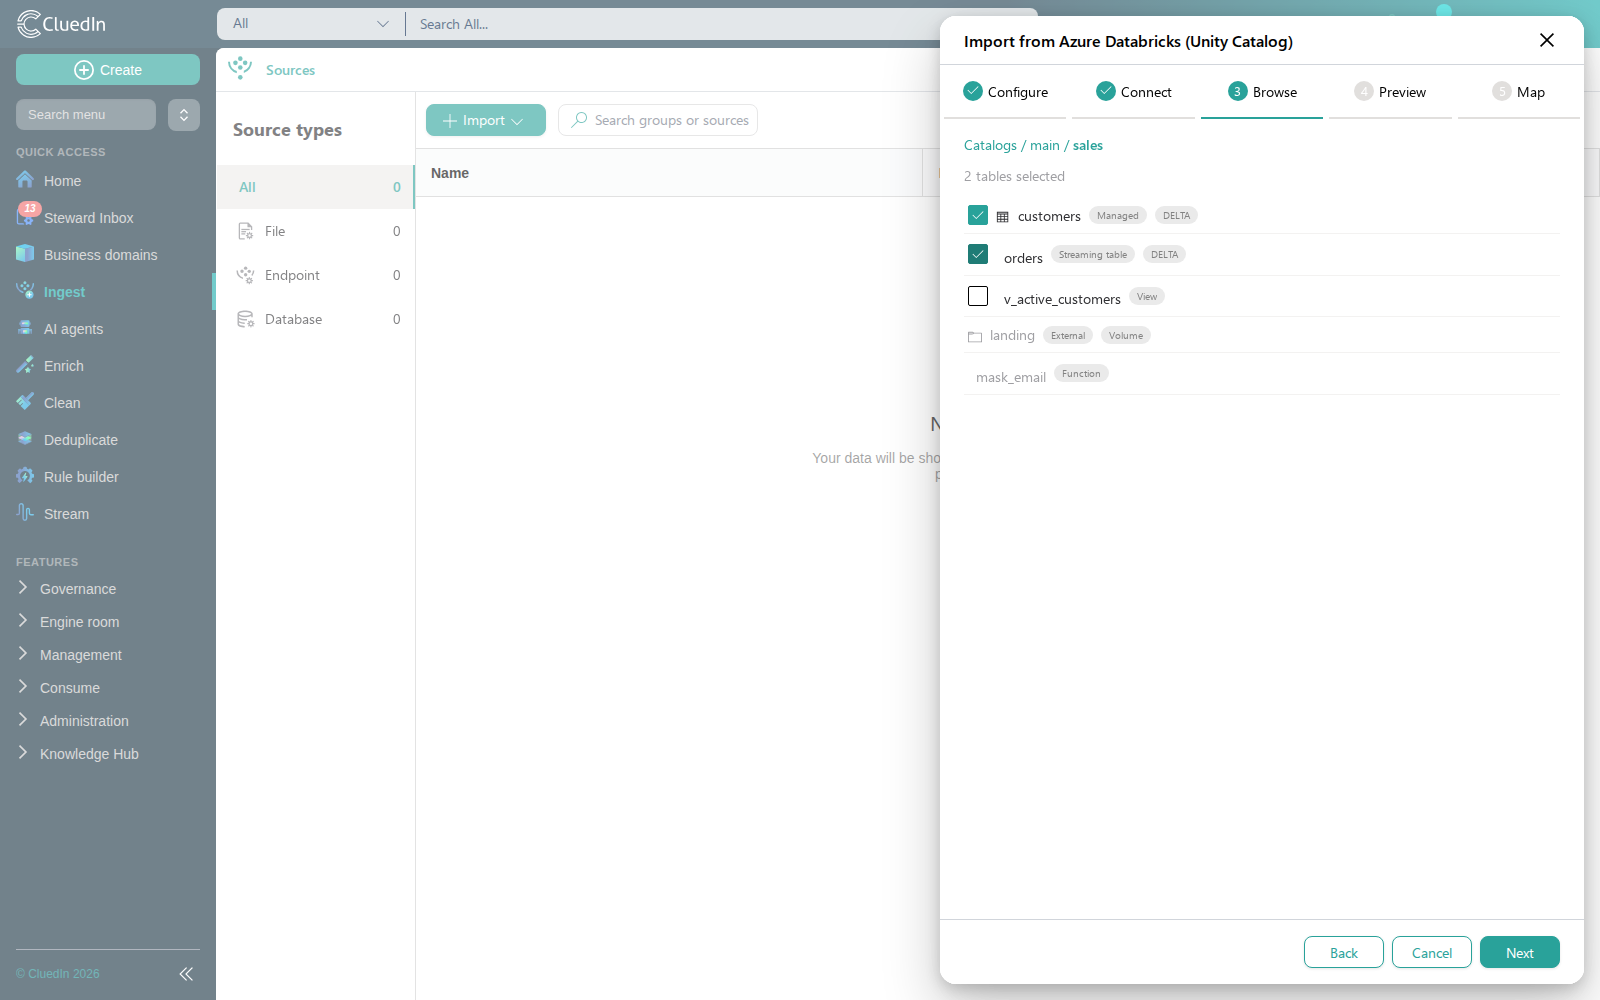 CluedIn
All
Search All...
Create
Search menu
QUICK ACCESS
Home
13
Steward Inbox
Business domains
Ingest
AI agents
Enrich
Clean
Deduplicate
Rule builder
Stream
FEATURES
Governance
Engine room
Management
Consume
Administration
Knowledge Hub
© CluedIn 2026
Sources
Source types
All 0
File 0
Endpoint 0
Database 0
Import
Search groups or sources
Name
Your data will be sho
Import from Azure Databricks (Unity Catalog)
Configure
Connect
3 Browse
4 Preview
5 Map
Catalogs / main / sales
2 tables selected
customers Managed DELTA
orders Streaming table DELTA
v_active_customers View
landing External Volume
mask_email Function
Back
Cancel
Next